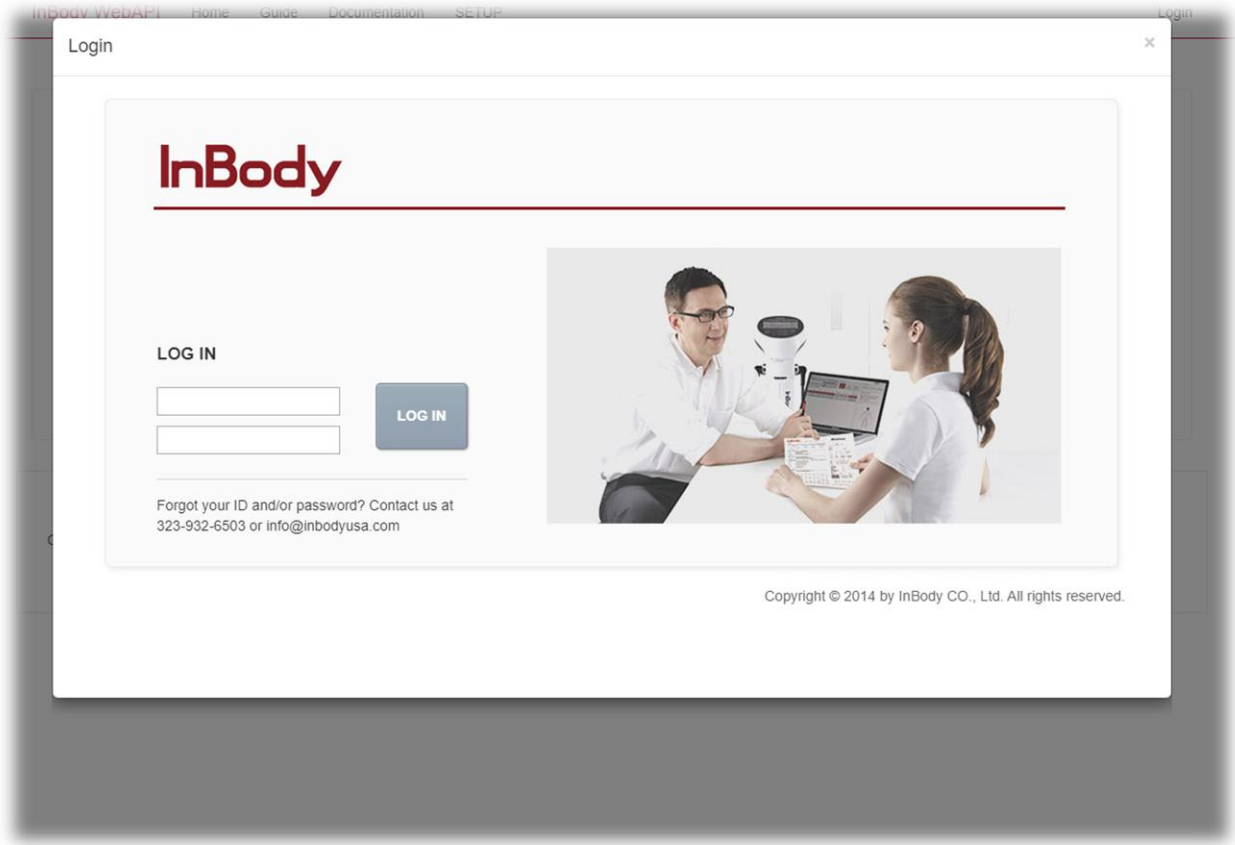 InBody WebAPI Home Guide Documentation SETUP Login
Login ×
InBody
LOG IN
LOG IN
Forgot your ID and/or password? Contact us at
323-932-6503 or info@inbodyusa.com
Copyright © 2014 by InBody CO., Ltd. All rights reserved.